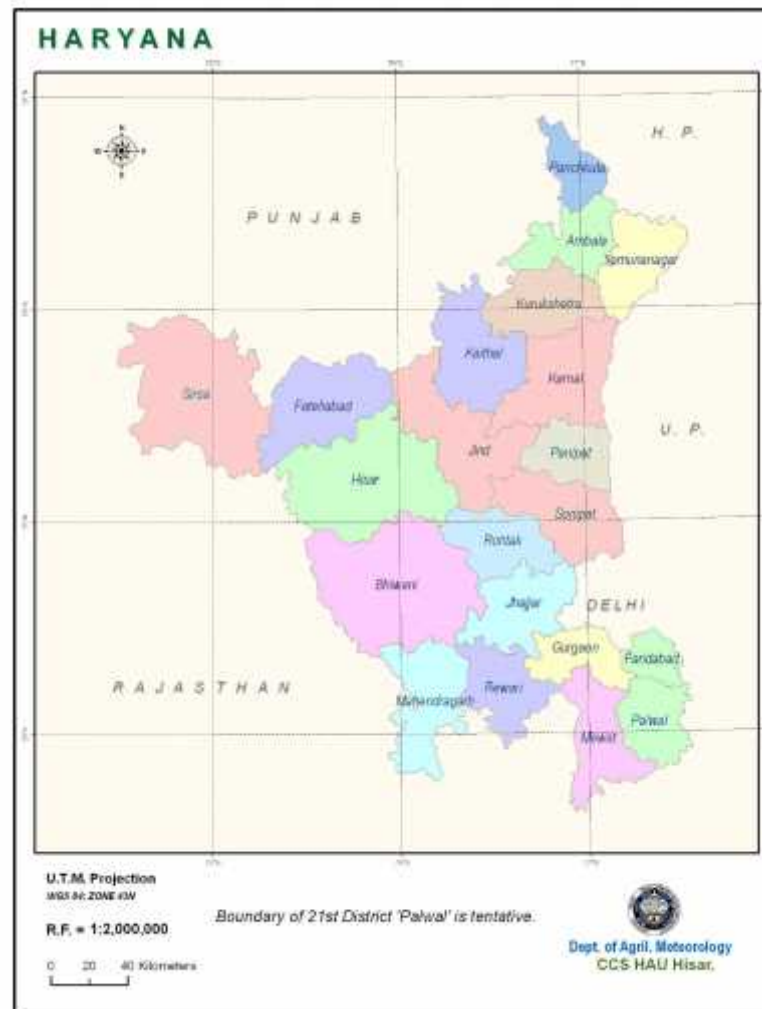 HARYANA
H. P.
PUNJAB
Panchkula
Ambala
Yamunanagar
Kurukshetra
Kaithal
Karnal
Sirsa
Fatehabad
U. P.
Jind
Panipat
Hisar
Sonipat
Rohtak
Bhiwani
Jhajjar
DELHI
Gurgaon
Faridabad
RAJASTHAN
Mahendragarh
Rewari
Palwal
Mewat
U.T.M. Projection
WGS 84: ZONE 43N
R.F. = 1:2,000,000
Boundary of 21st District 'Palwal' is tentative.
0 20 40 Kilometers
Dept. of Agril. Meteorology
CCS HAU Hisar.